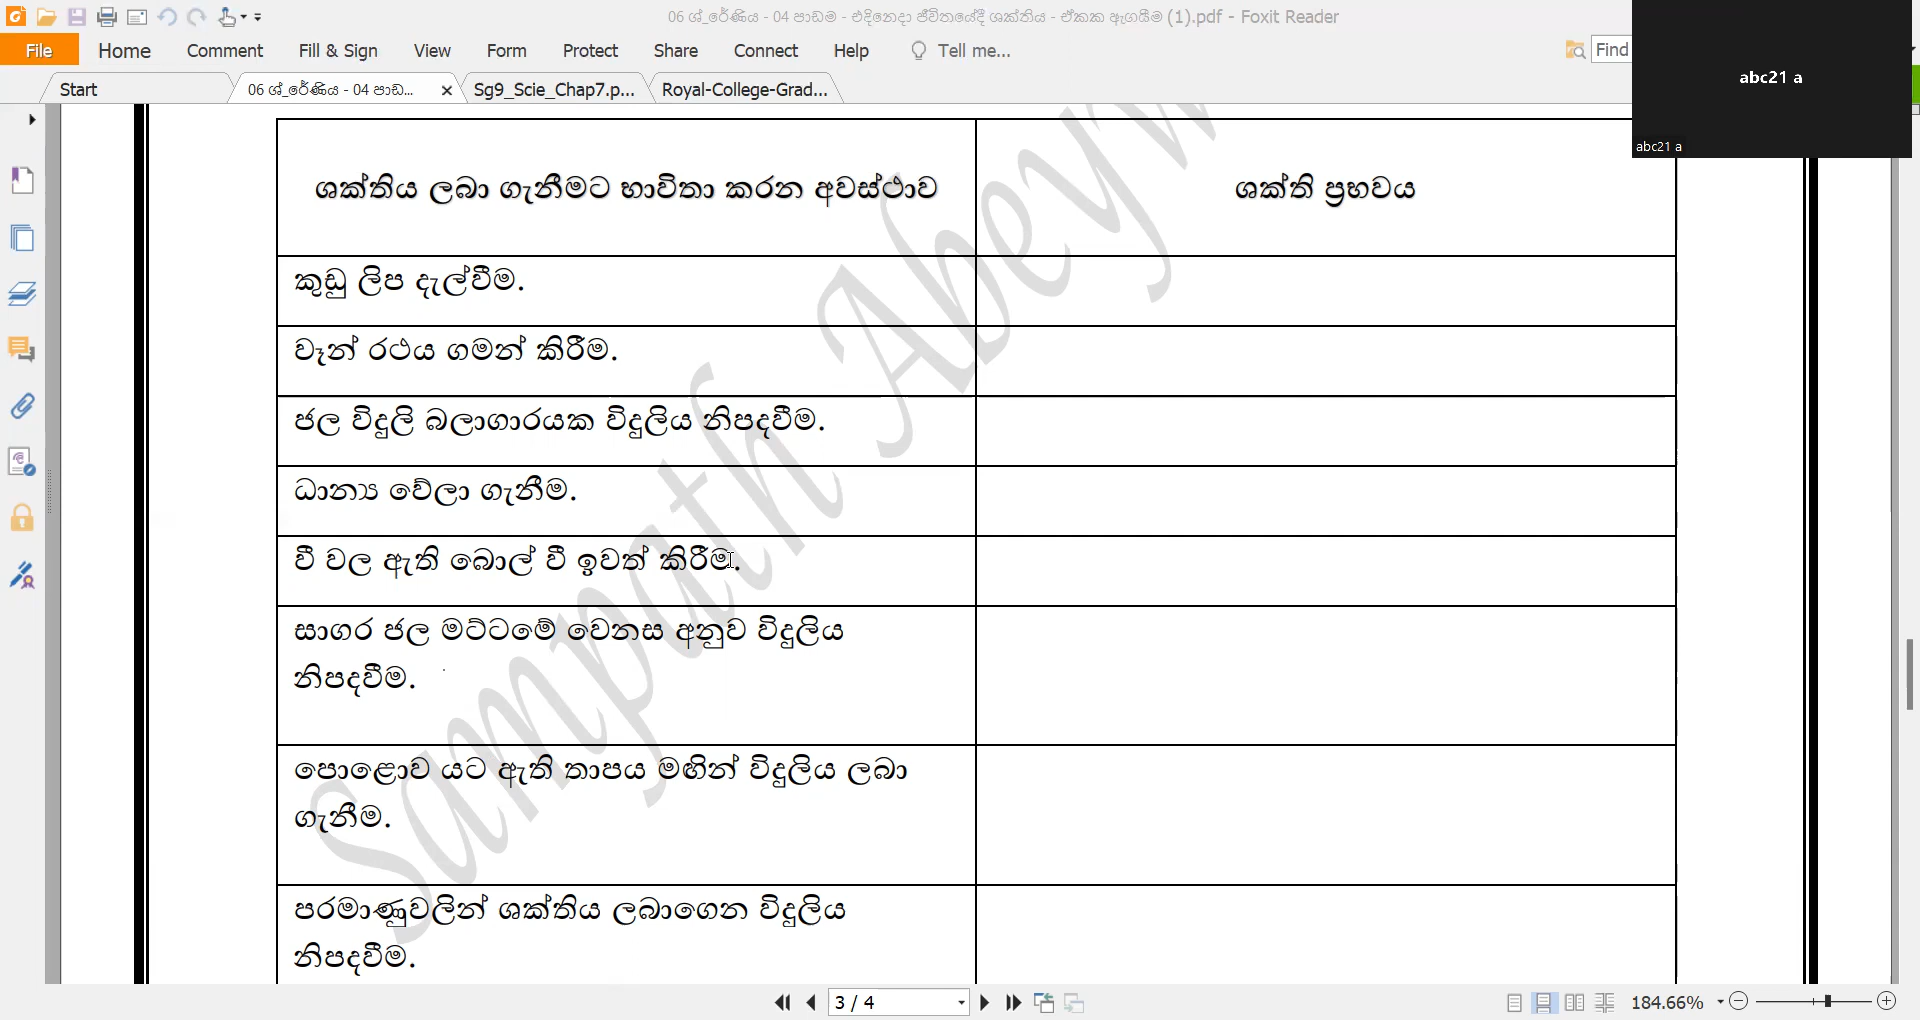 06 ශ්‍රේණිය - 04 පාඩම - එදිනෙදා ජීවිතයේදී ශක්තිය - ඒකක ඇගයීම (1).pdf - Foxit Reader
File Home Comment Fill & Sign View Form Protect Share Connect Help Tell me... Find
abc21 a
Start 06 ශ්‍රේණිය - 04 පාඩ... Sg9_Scie_Chap7.p... Royal-College-Grad...
abc21 a
ශක්තිය ලබා ගැනීමට භාවිතා කරන අවස්ථාව ශක්ති ප්‍රභවය
කුඩු ලිප දැල්වීම.
වෑන් රථය ගමන් කිරීම.
ජල විදුලි බලාගාරයක විදුලිය නිපදවීම.
ධාන්‍ය වේලා ගැනීම.
වී වල ඇති බොල් වී ඉවත් කිරීම.
සාගර ජල මට්ටමේ වෙනස අනුව විදුලිය
නිපදවීම.
පොළොව යට ඇති තාපය මඟින් විදුලිය ලබා
ගැනීම.
පරමාණුවලින් ශක්තිය ලබාගෙන විදුලිය
නිපදවීම.
Sampath Abeyw
3 / 4 184.66%